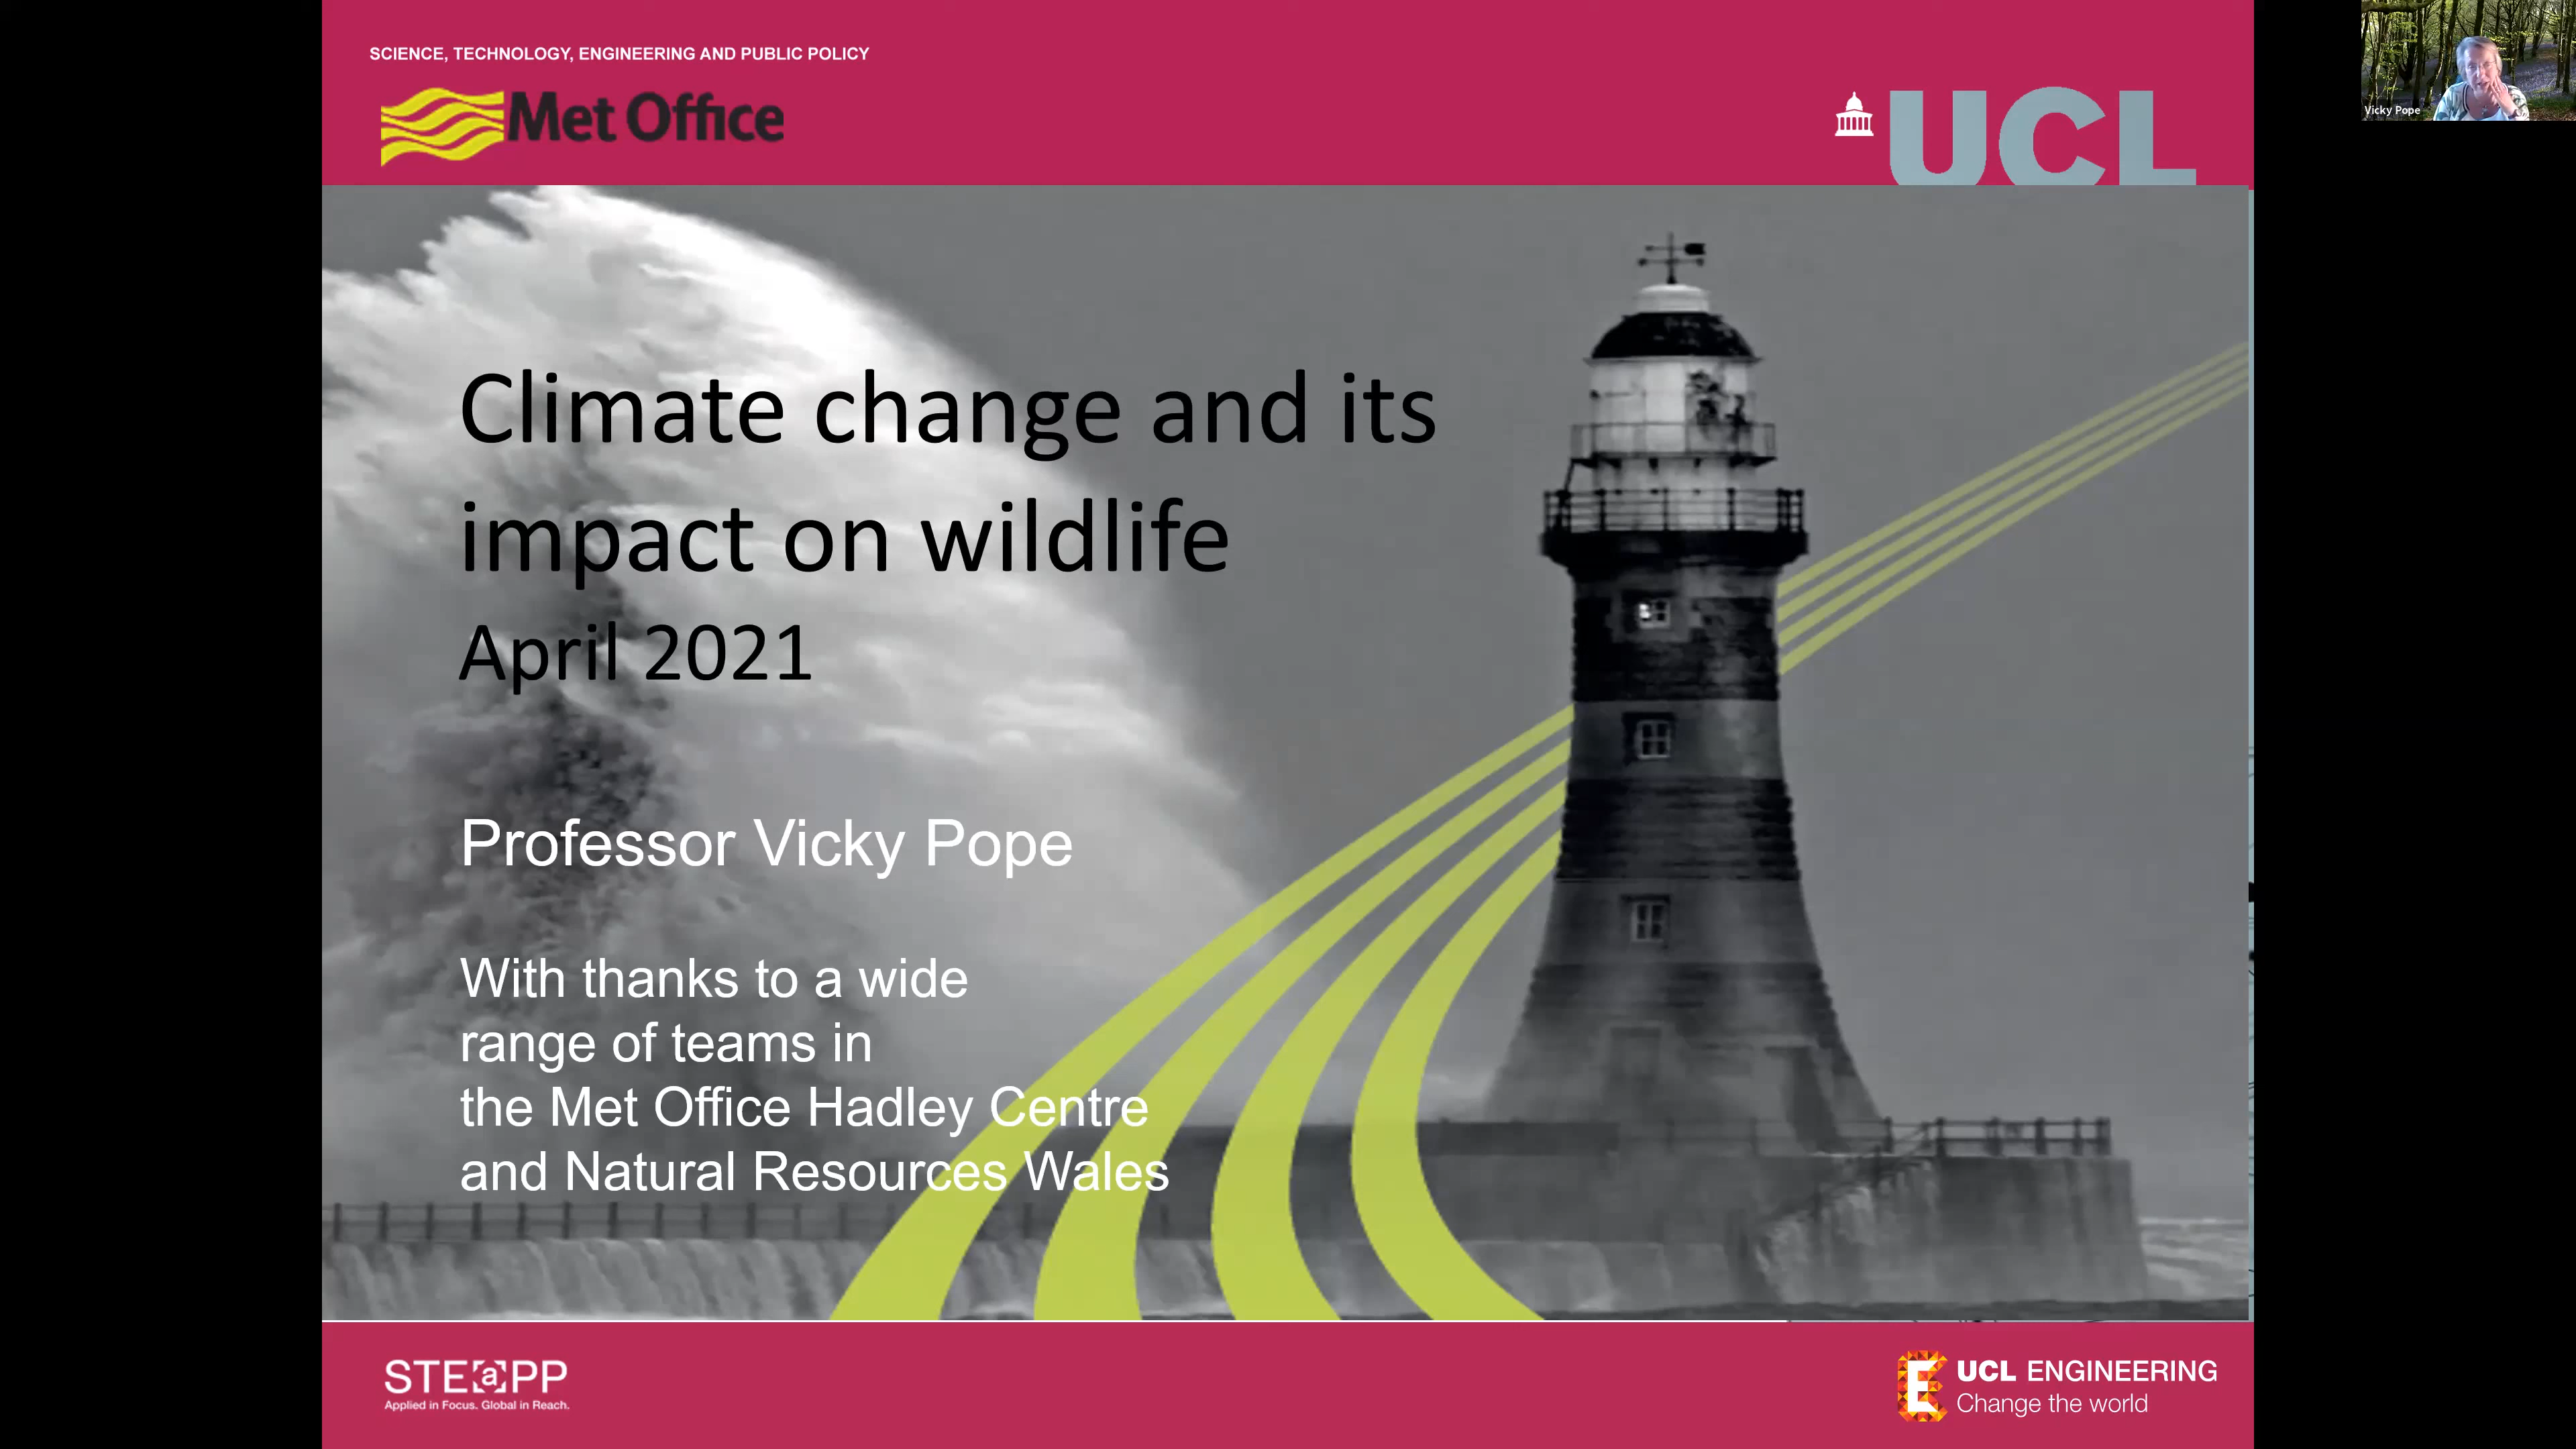 SCIENCE, TECHNOLOGY, ENGINEERING AND PUBLIC POLICY
Met Office
UCL
Vicky Pope
Climate change and its
impact on wildlife
April 2021
Professor Vicky Pope
With thanks to a wide
range of teams in
the Met Office Hadley Centre
and Natural Resources Wales
STEaPP
Applied in Focus. Global in Reach.
UCL ENGINEERING
Change the world